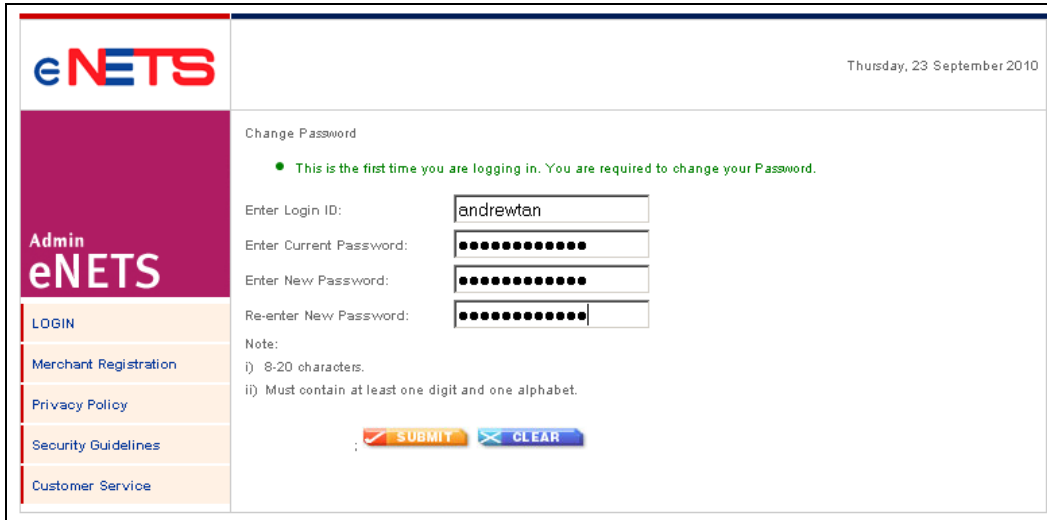 eNETS
Thursday, 23 September 2010
Admin
eNETS
LOGIN
Merchant Registration
Privacy Policy
Security Guidelines
Customer Service
Change Password
This is the first time you are logging in. You are required to change your Password.
Enter Login ID: andrewtan
Enter Current Password: ●●●●●●●●●●●●
Enter New Password: ●●●●●●●●●●●●
Re-enter New Password: ●●●●●●●●●●●●
Note:
i) 8-20 characters.
ii) Must contain at least one digit and one alphabet.
; SUBMIT CLEAR